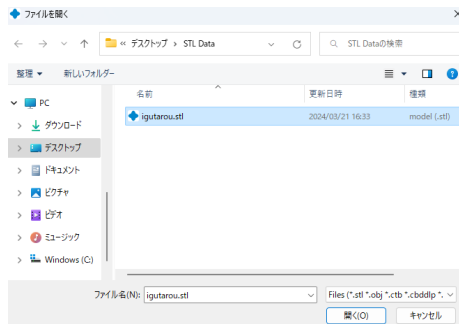 ファイルを開く
« デスクトップ › STL Data
STL Dataの検索
整理 新しいフォルダー
名前 更新日時 種類
PC
igutarou.stl 2024/03/21 16:33 model (.stl)
ダウンロード
デスクトップ
ドキュメント
ピクチャ
ビデオ
ミュージック
Windows (C:)
ファイル名(N): igutarou.stl Files (*.stl *.obj *.ctb *.cbddlp *.
開く(O) キャンセル